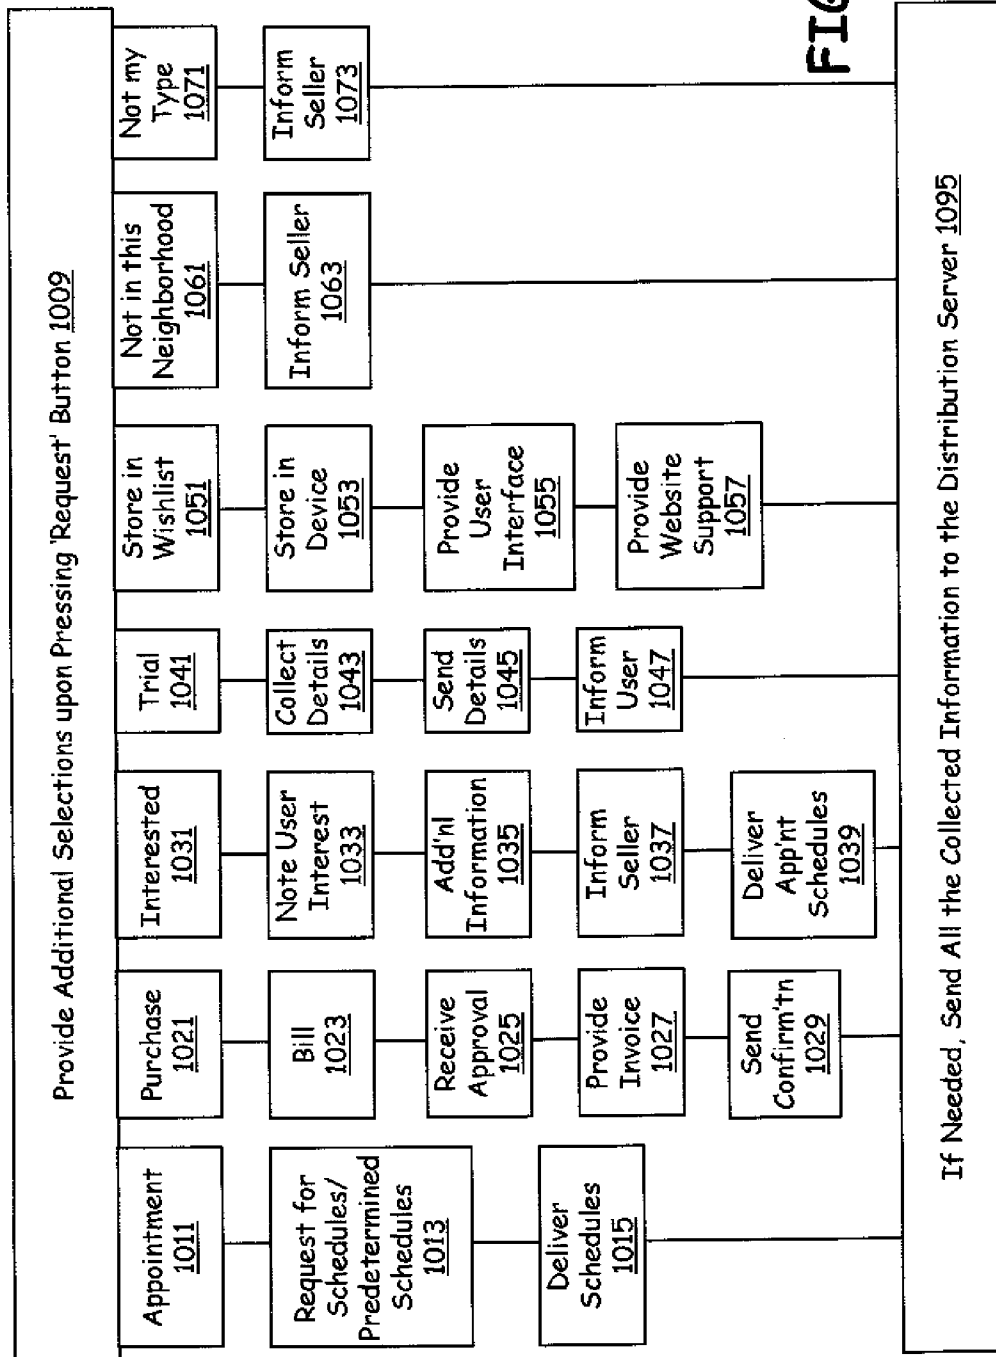 Provide Additional Selections upon Pressing 'Request' Button 1009
Appointment
1011
Request for
Schedules/
Predetermined
Schedules
1013
Deliver
Schedules
1015
Purchase
1021
Bill
1023
Receive
Approval
1025
Provide
Invoice
1027
Send
Confirm'tn
1029
Interested
1031
Note User
Interest
1033
Add'nl
Information
1035
Inform
Seller
1037
Deliver
App'nt
Schedules
1039
Trial
1041
Collect
Details
1043
Send
Details
1045
Inform
User
1047
Store in
Wishlist
1051
Store in
Device
1053
Provide
User
Interface
1055
Provide
Website
Support
1057
Not in this
Neighborhood
1061
Inform Seller
1063
Not my
Type
1071
Inform
Seller
1073
If Needed, Send All the Collected Information to the Distribution Server 1095